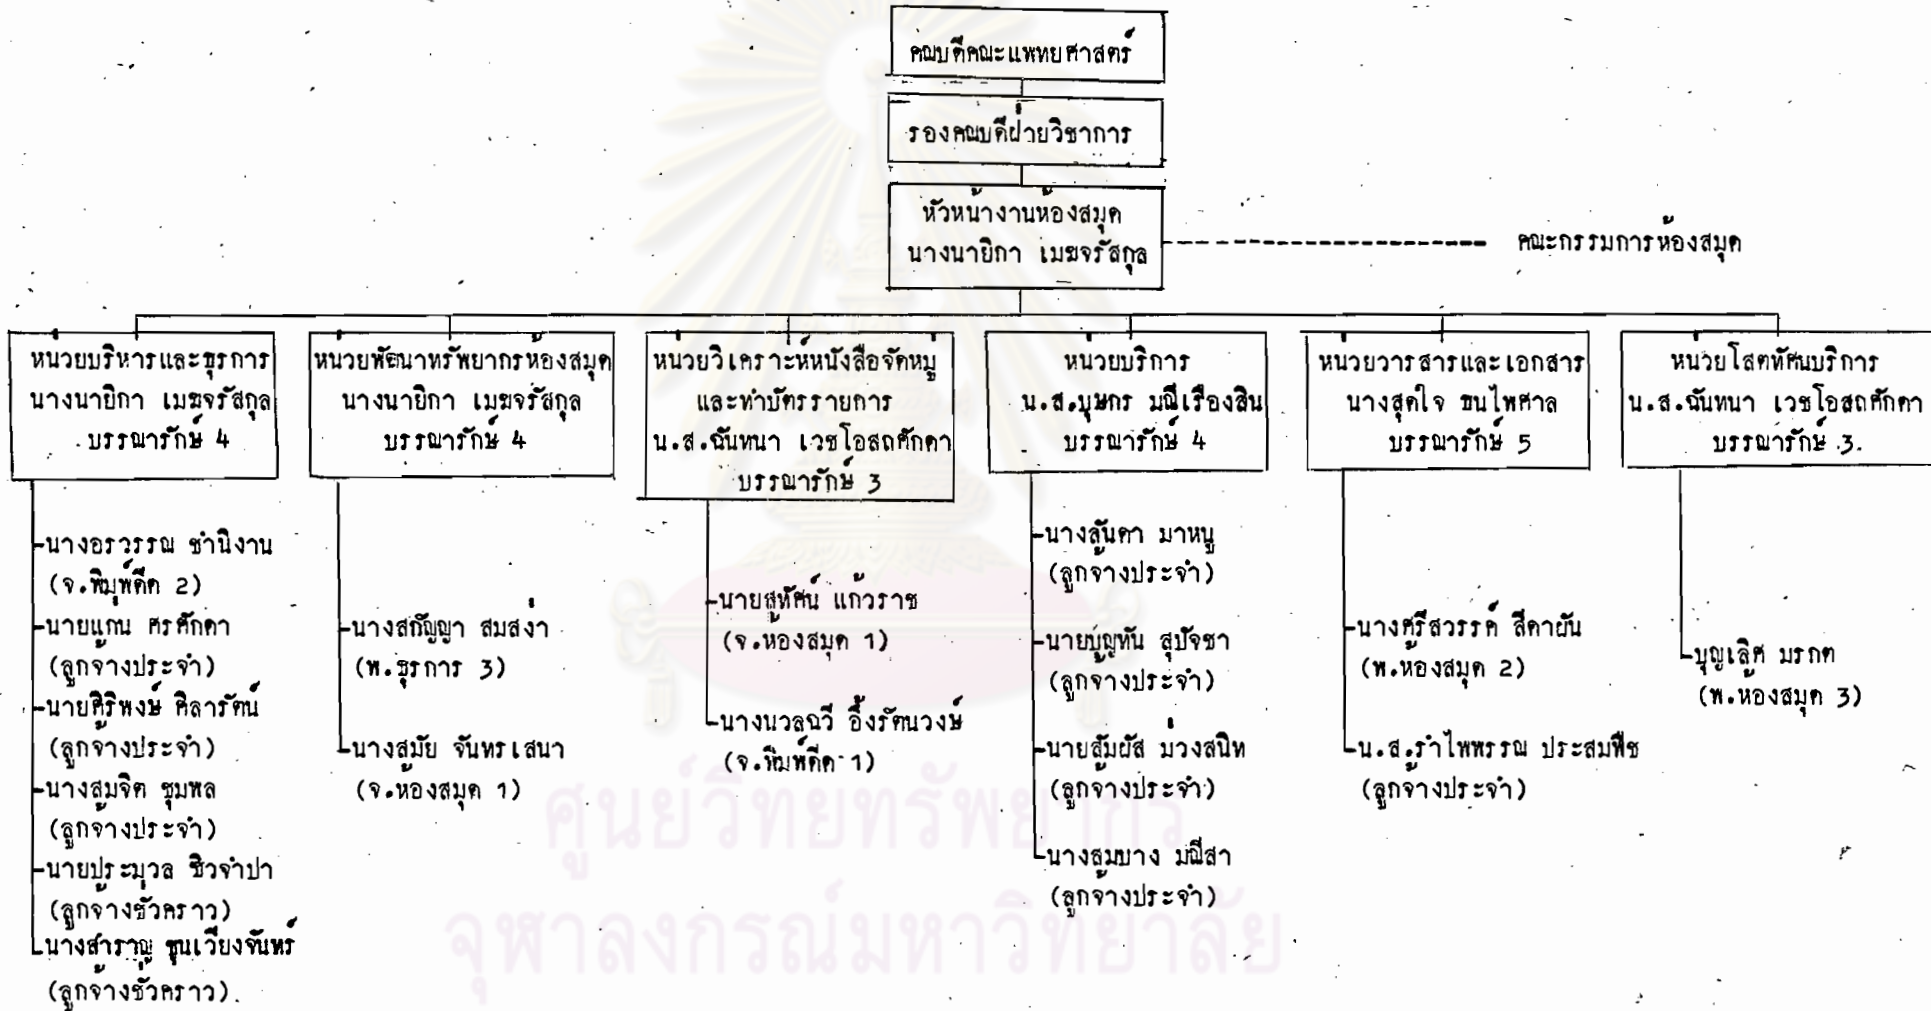 คณบดีคณะแพทยศาสตร์
รองคณบดีฝ่ายวิชาการ
หัวหน้างานห้องสมุด
นางนายิกา เมฆจรัสกุล
คณะกรรมการห้องสมุด
หน่วยบริหารและธุรการ
นางนายิกา เมฆจรัสกุล
บรรณารักษ์ 4
นางอรวรรณ ชำนิงาน
(จ.พิมพ์ดีด 2)
นายแกน ศรศักดา
(ลูกจ้างประจำ)
นายศิริพงษ์ ศิลารัตน์
(ลูกจ้างประจำ)
นางสมจิต ชุมพล
(ลูกจ้างประจำ)
นายประมวล ชิวจำปา
(ลูกจ้างชั่วคราว)
นางสำราญ ขุนเวียงจันทร์
(ลูกจ้างชั่วคราว)
หน่วยพัฒนาทรัพยากรห้องสมุด
นางนายิกา เมฆจรัสกุล
บรรณารักษ์ 4
นางสกัญญา สมสง่า
(พ.ธุรการ 3)
นางสมัย จันทรเสนา
(จ.ห้องสมุด 1)
หน่วยวิเคราะห์หนังสือจัดหมู่
และทำบัตรรายการ
น.ส.ฉันทนา เวชโอสถศักดา
บรรณารักษ์ 3
นายสุทัศน์ แก้วราช
(จ.ห้องสมุด 1)
นางนวลฉวี อึ้งรัตนวงษ์
(จ.พิมพ์ดีด 1)
หน่วยบริการ
น.ส.บุษกร มณีเรืองสิน
บรรณารักษ์ 4
นางลันดา มาหนู
(ลูกจ้างประจำ)
นายบุญทัน สุปัจชา
(ลูกจ้างประจำ)
นายสัมผัส ม่วงสนิท
(ลูกจ้างประจำ)
นางสมบาง มณีสา
(ลูกจ้างประจำ)
หน่วยวารสารและเอกสาร
นางสุดใจ ธนไพศาล
บรรณารักษ์ 5
นางศรีสวรรค์ สีดาผัน
(พ.ห้องสมุด 2)
น.ส.รำไพพรรณ ประสมพืช
(ลูกจ้างประจำ)
หน่วยโสตทัศนบริการ
น.ส.ฉันทนา เวชโอสถศักดา
บรรณารักษ์ 3.
บุญเลิศ มรกต
(พ.ห้องสมุด 3)
ศูนย์วิทยทรัพยากร
จุฬาลงกรณ์มหาวิทยาลัย